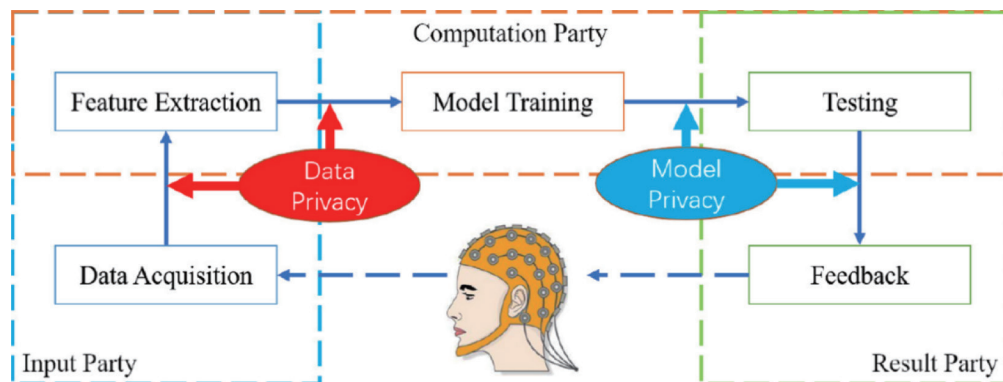 Computation Party
Feature Extraction
Model Training
Testing
Data
Privacy
Model
Privacy
Data Acquisition
Feedback
Input Party
Result Party